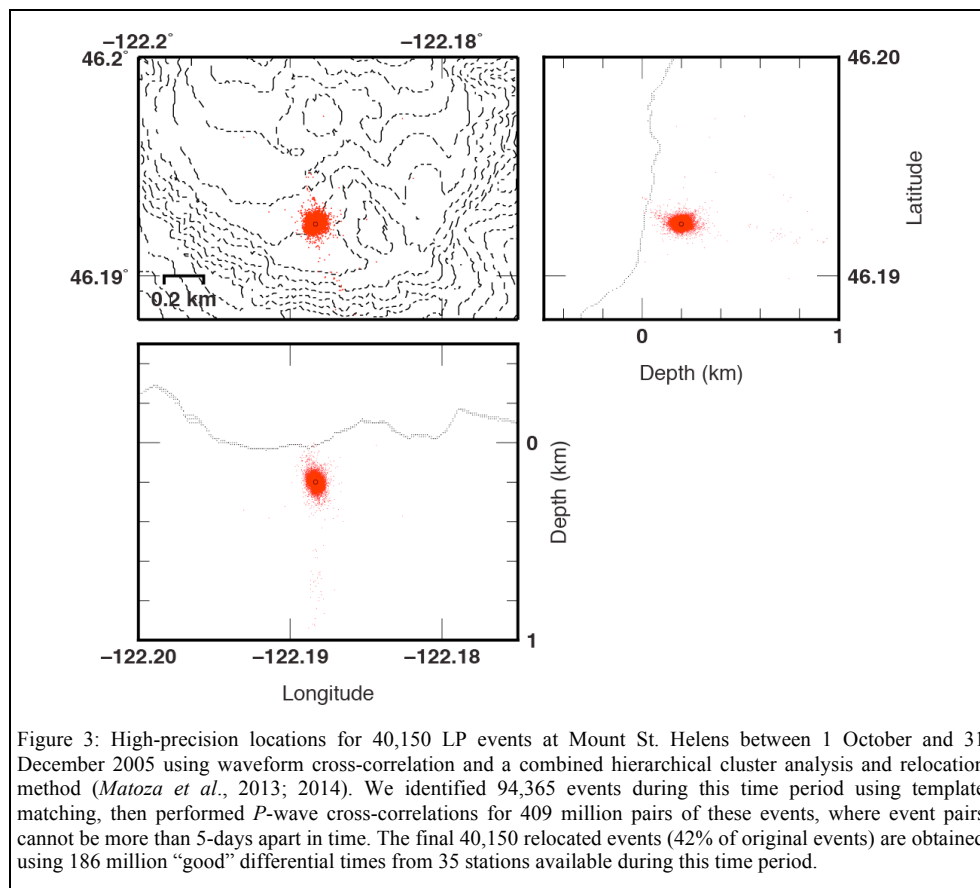 −122.2° −122.18°
46.2°
46.19°
0.2 km
46.20
Latitude
46.19
0 1
Depth (km)
0
Depth (km)
1
−122.20 −122.19 −122.18
Longitude
Figure 3: High-precision locations for 40,150 LP events at Mount St. Helens between 1 October and 31
December 2005 using waveform cross-correlation and a combined hierarchical cluster analysis and relocation
method (Matoza et al., 2013; 2014). We identified 94,365 events during this time period using template
matching, then performed P-wave cross-correlations for 409 million pairs of these events, where event pairs
cannot be more than 5-days apart in time. The final 40,150 relocated events (42% of original events) are obtained
using 186 million “good” differential times from 35 stations available during this time period.